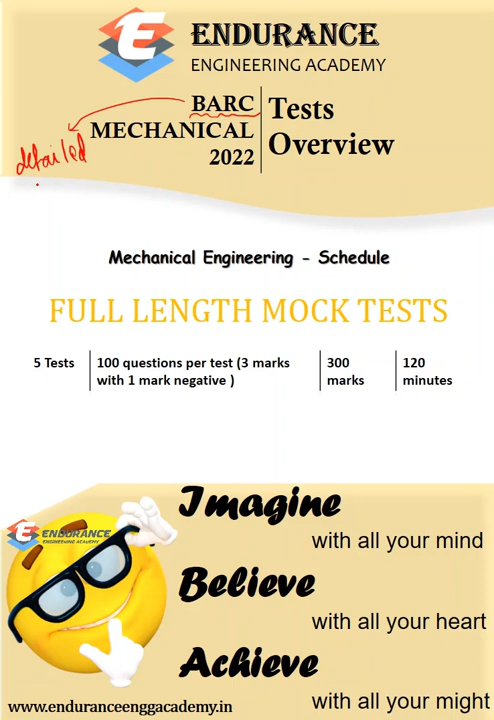 ENDURANCE
ENGINEERING ACADEMY
BARC
MECHANICAL
2022
Tests
Overview
detailed
Mechanical Engineering - Schedule
FULL LENGTH MOCK TESTS
5 Tests
100 questions per test (3 marks
with 1 mark negative )
300
marks
120
minutes
ENDURANCE
ENGINEERING ACADEMY
Imagine
with all your mind
Believe
with all your heart
Achieve
with all your might
www.enduranceenggacademy.in